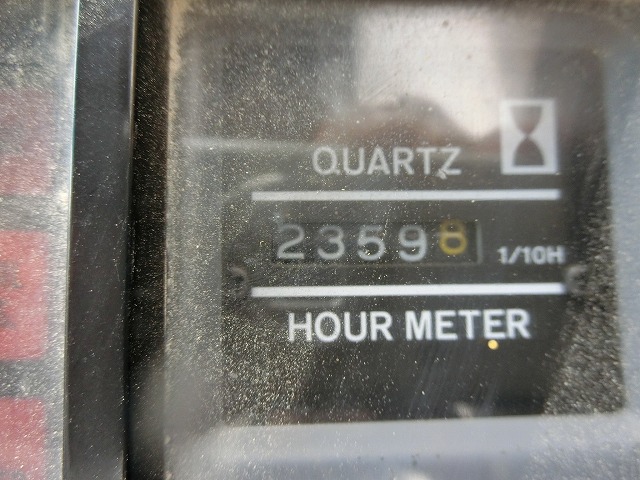 QUARTZ
23598 1/10H
HOUR METER